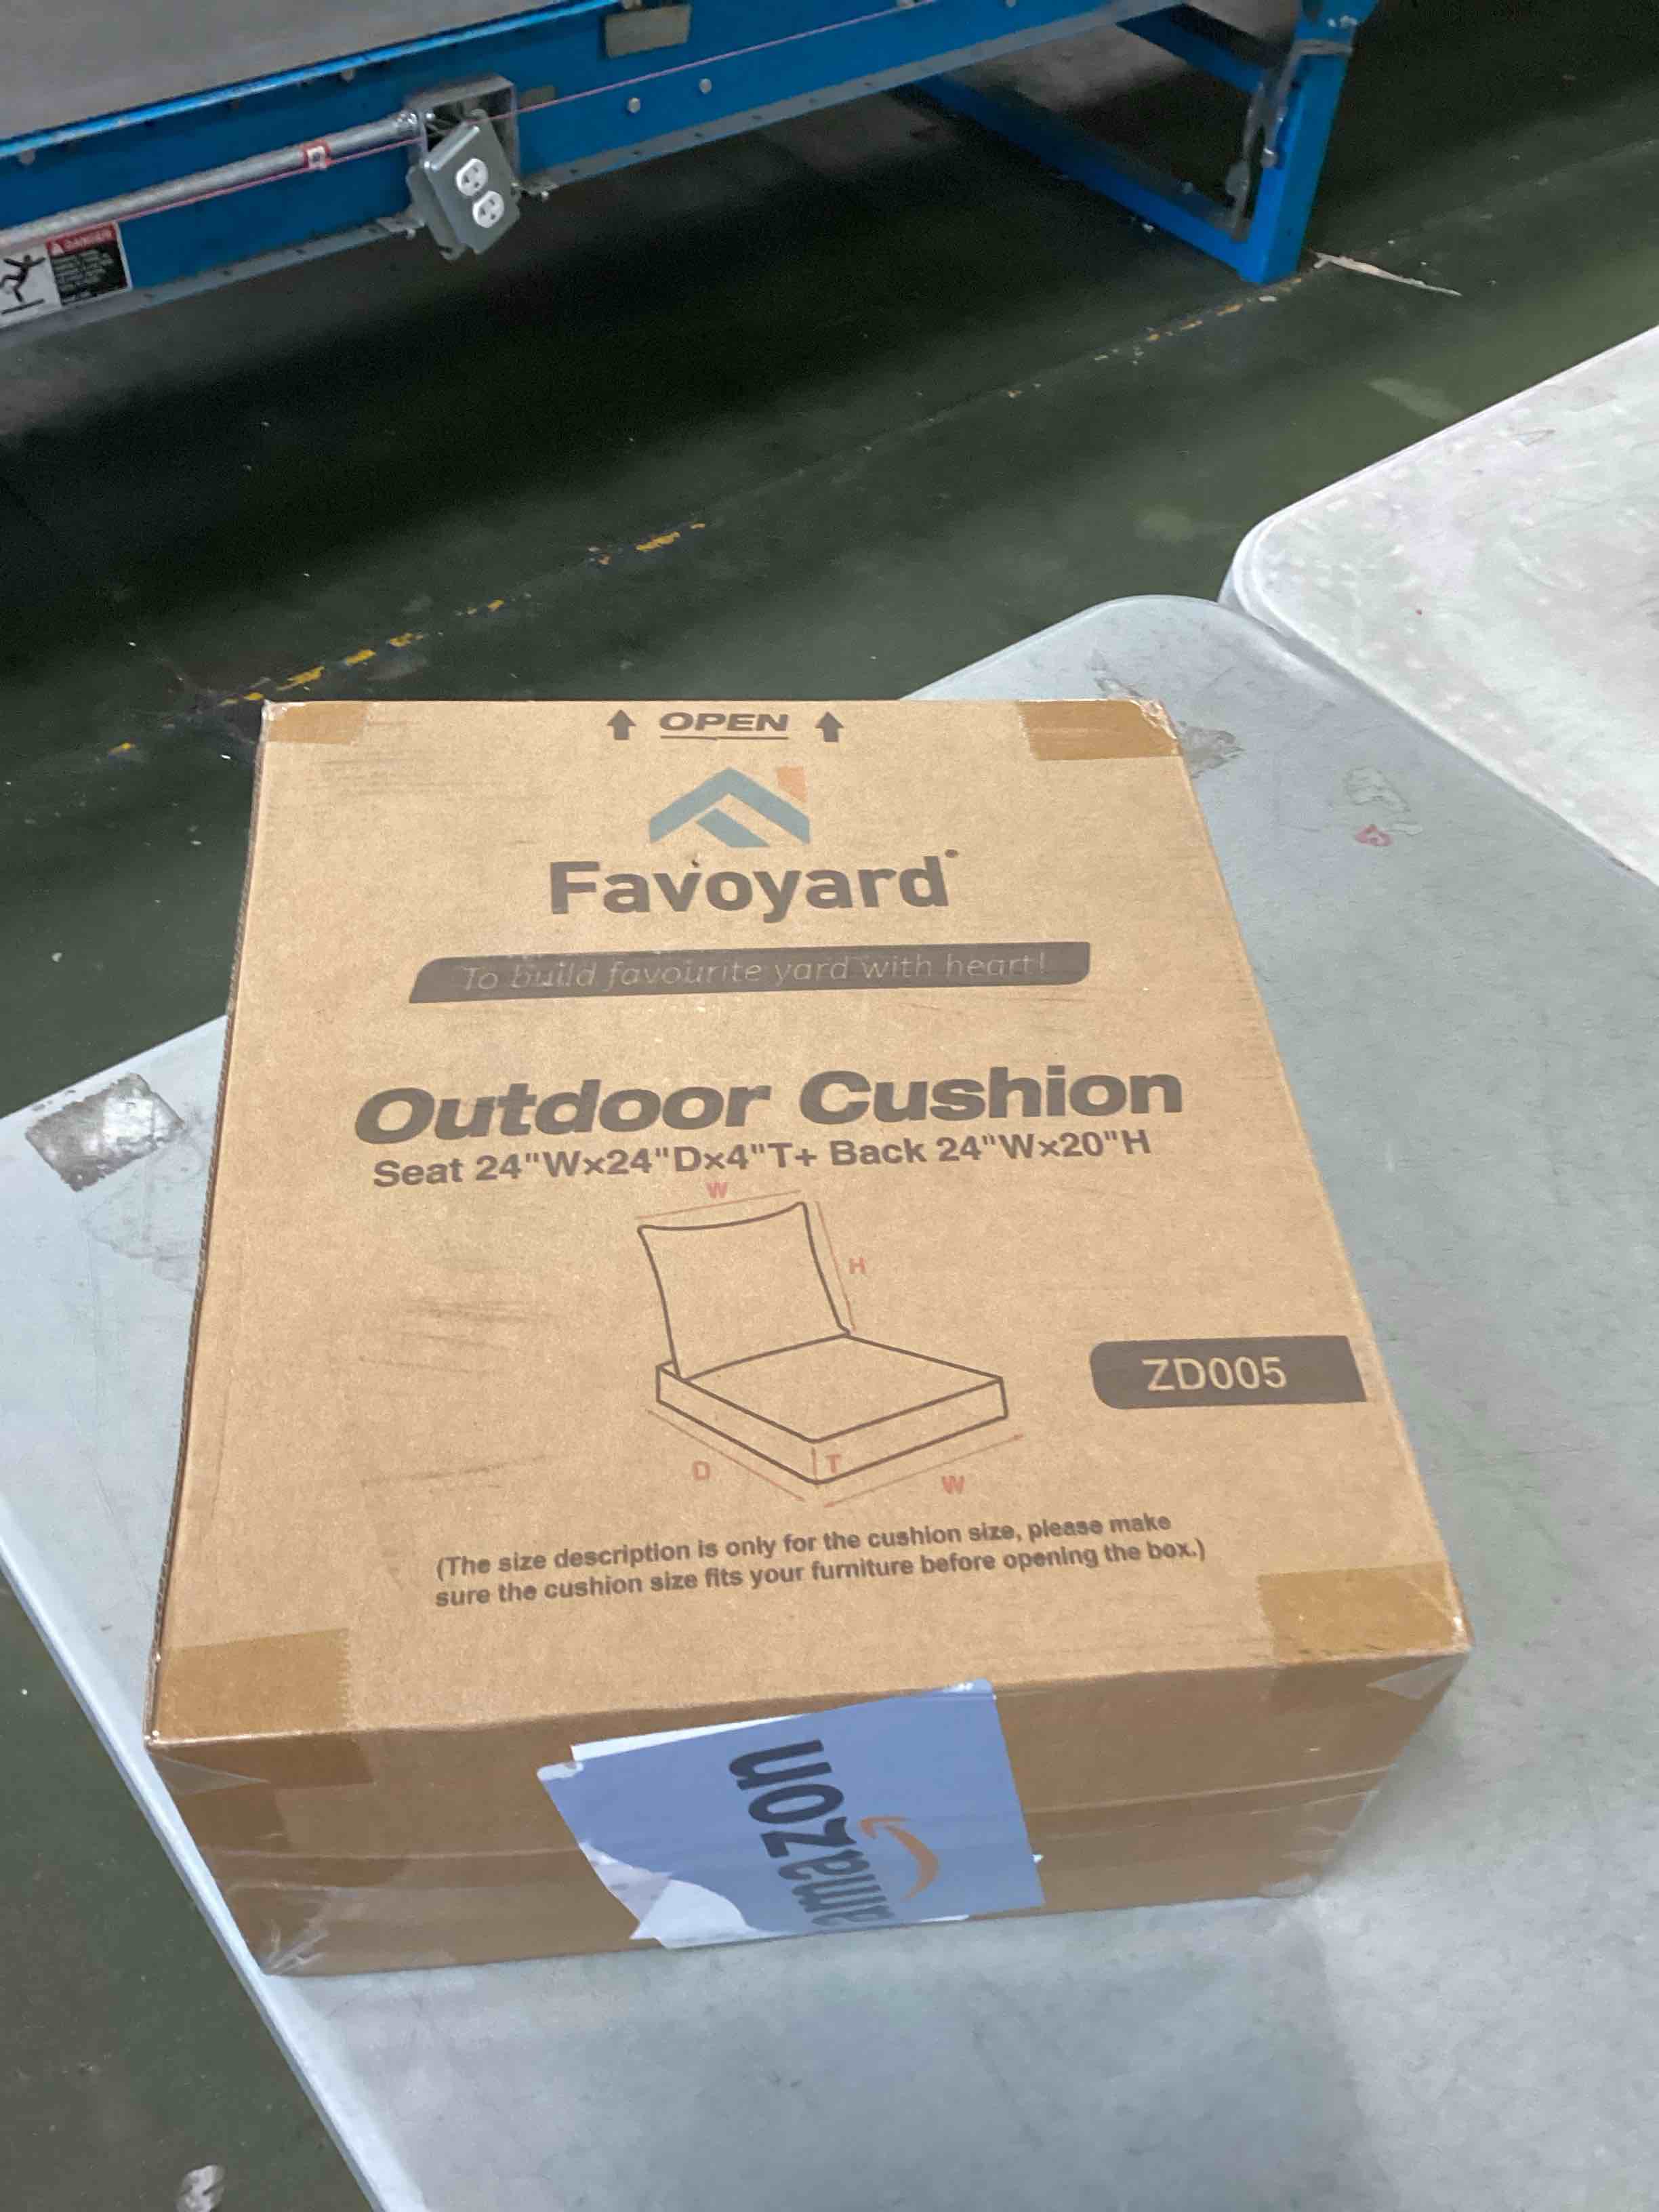 DANGER
OPEN
Favoyard
To build favourite yard with heart!
Outdoor Cushion
Seat 24"W×24"D×4"T+ Back 24"W×20"H
W
H
ZD005
D
T
W
(The size description is only for the cushion size, please make
sure the cushion size fits your furniture before opening the box.)
amazon